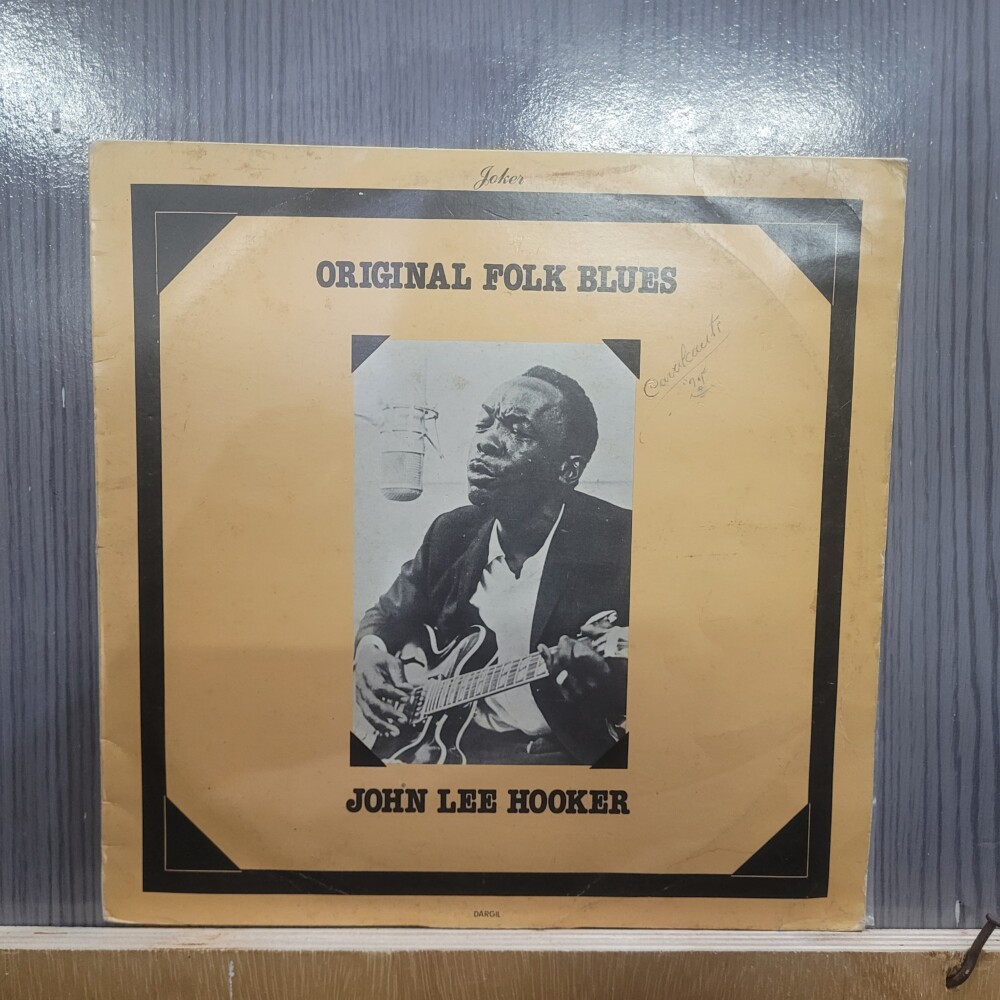 Joker
ORIGINAL FOLK BLUES
JOHN LEE HOOKER
DARGIL